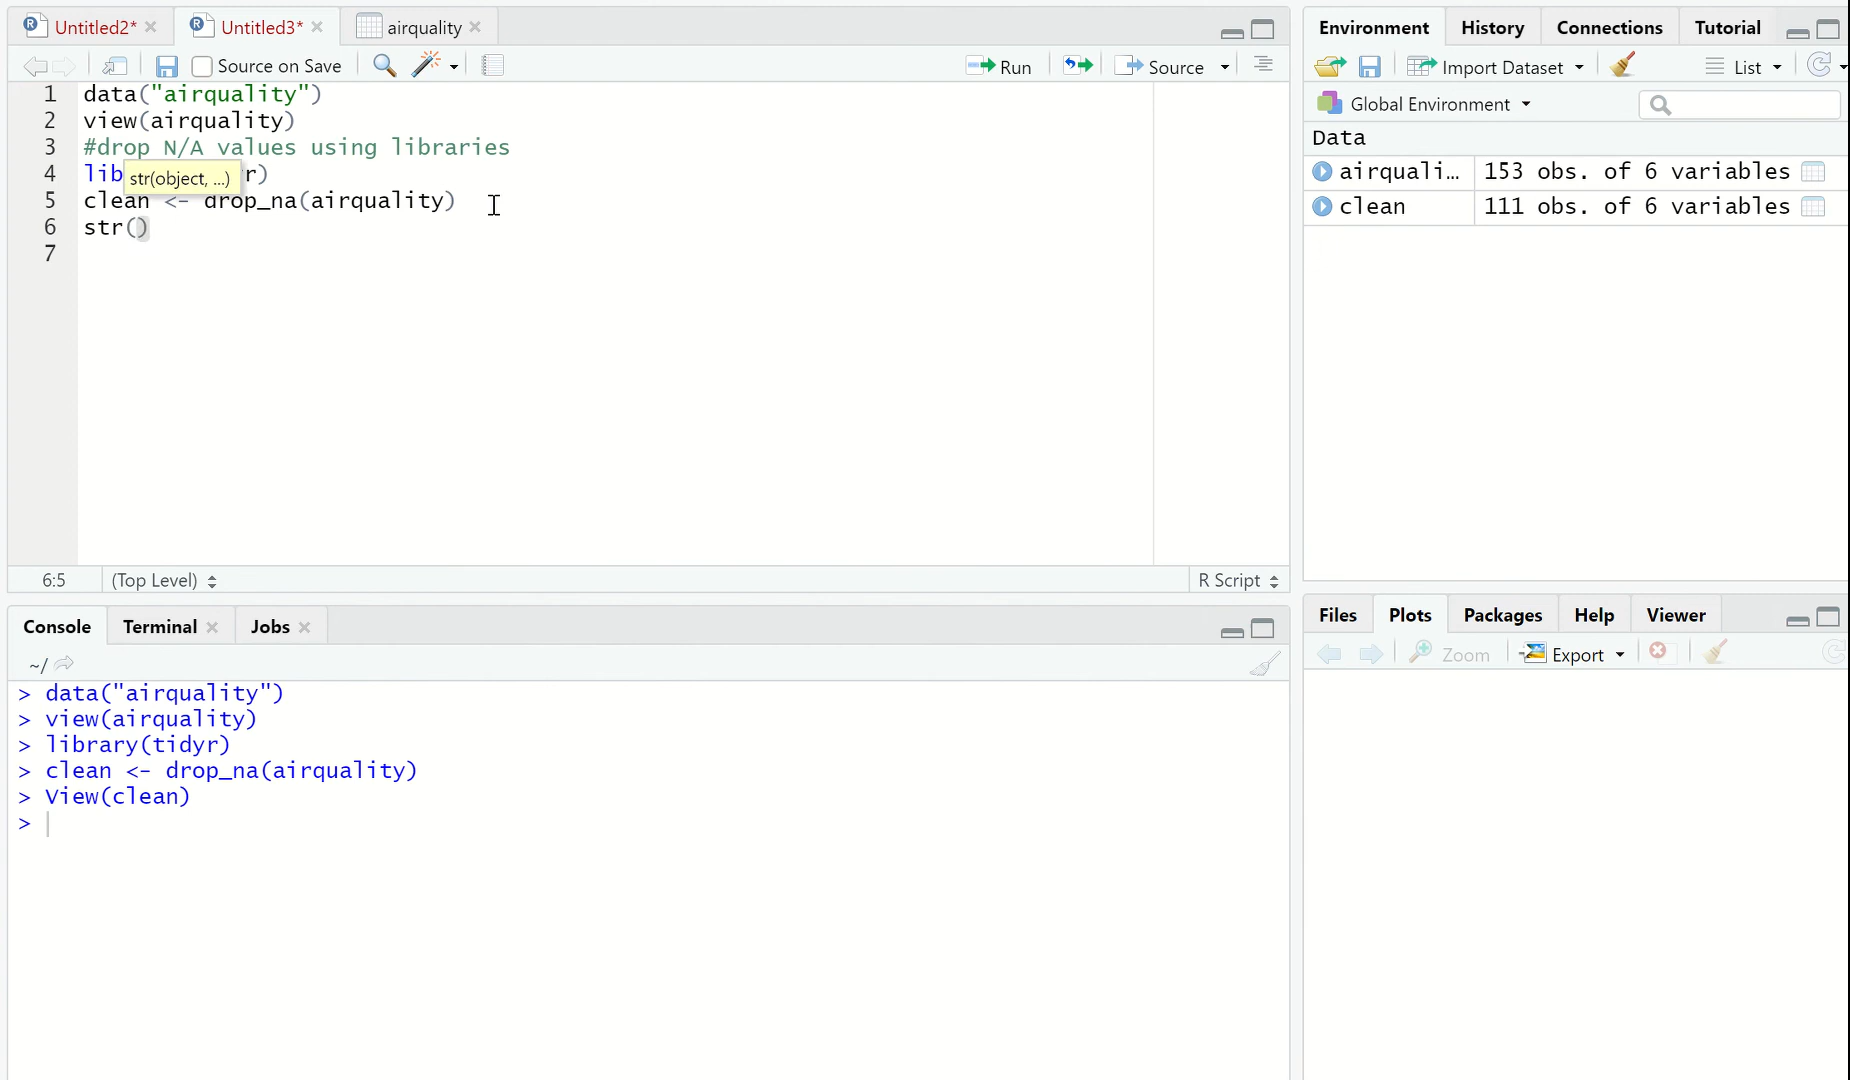 Untitled2* Untitled3* airquality
Source on Save Run Source
1 data("airquality")
2 view(airquality)
3 #drop N/A values using libraries
4 lib r)
str(object, ...)
5 clean <- drop_na(airquality)
6 str()
7
6:5 (Top Level) R Script
Console Terminal Jobs
~/
> data("airquality")
> view(airquality)
> library(tidyr)
> clean <- drop_na(airquality)
> View(clean)
>
Environment History Connections Tutorial
Import Dataset List
Global Environment
Data
airquali... 153 obs. of 6 variables
clean 111 obs. of 6 variables
Files Plots Packages Help Viewer
Zoom Export